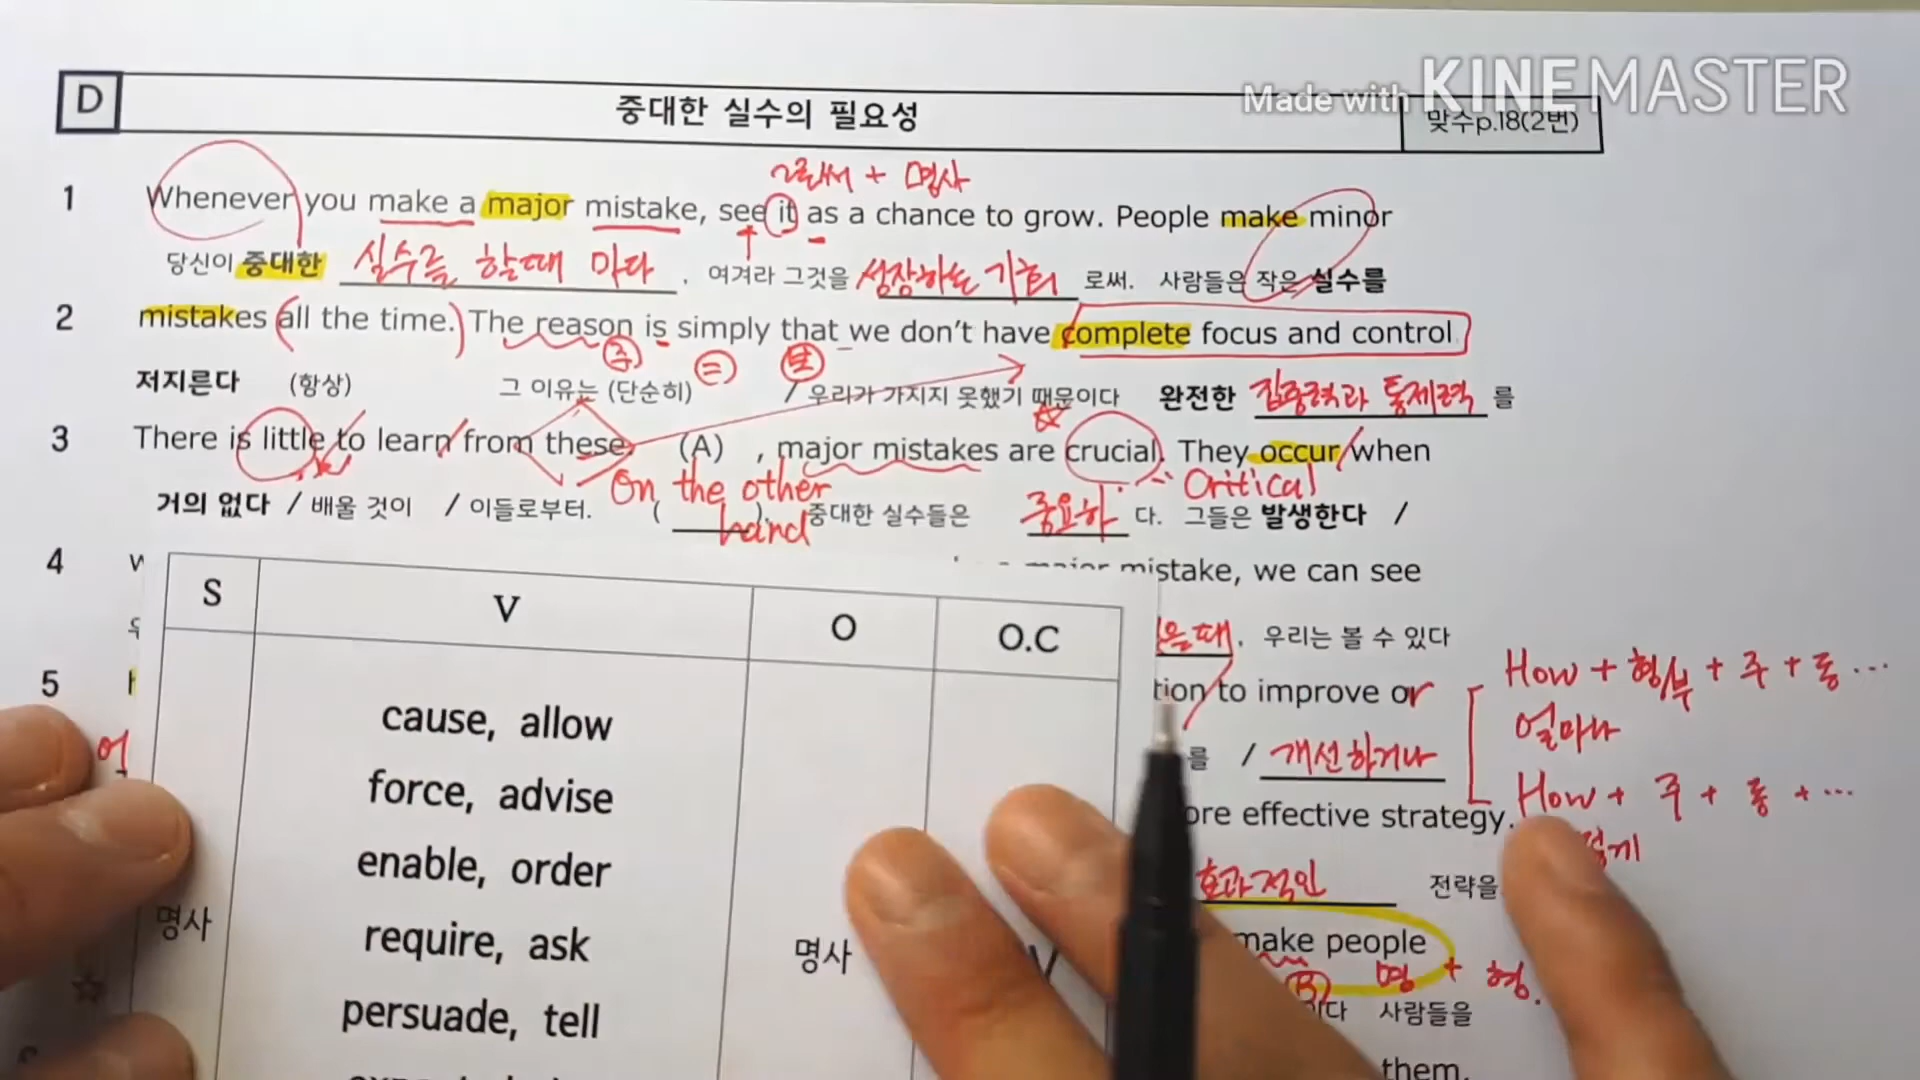 Made with KINEMASTER
D 중대한 실수의 필요성 맞수p.18(2번)
그로써 + 명사
1 Whenever you make a major mistake, see it as a chance to grow. People make minor
당신이 중대한 실수를 할때 마다 . 여겨라 그것을 성장하는 기회 로써. 사람들은 작은 실수를
2 mistakes (all the time.) The reason is simply that we don't have complete focus and control
주 = 보
저지른다 (항상) 그 이유는 (단순히) / 우리가 가지지 못했기 때문이다 완전한 집중력과 통제력 를
3 There is little to learn from these. (A) , major mistakes are crucial. They occur when
On the other hand Critical
거의 없다 / 배울 것이 / 이들로부터. ( ). 중대한 실수들은 중요하 다. 그들은 발생한다 /
4 mistake, we can see
을때. 우리는 볼 수 있다
5 tion to improve or
How + 형/부 + 주 + 동 ...
얼마나
를 / 개선하거나
How + 주 + 동 + ...
ore effective strategy.
효과적인 전략을
make people
명 + 형.
사람들을
them.
S V O O.C
cause, allow
force, advise
enable, order
명사 require, ask 명사
persuade, tell